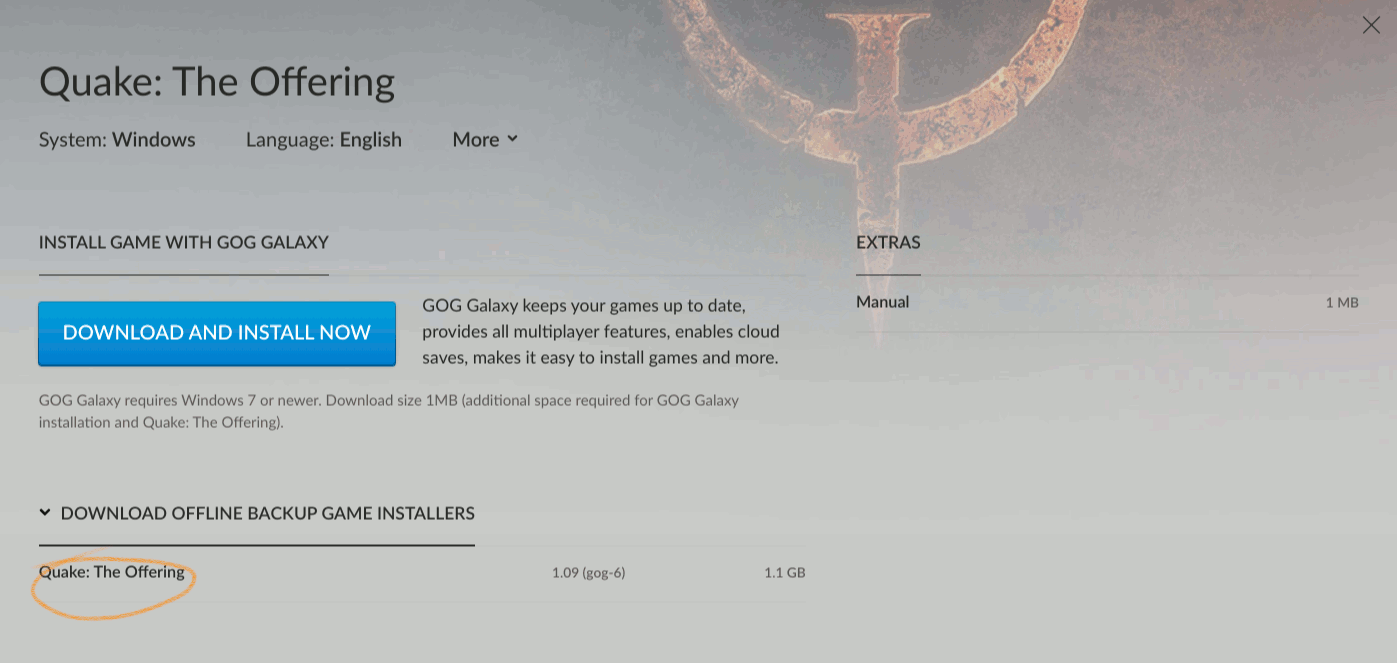 Quake: The Offering
System: Windows Language: English More
INSTALL GAME WITH GOG GALAXY
DOWNLOAD AND INSTALL NOW
GOG Galaxy keeps your games up to date,
provides all multiplayer features, enables cloud
saves, makes it easy to install games and more.
GOG Galaxy requires Windows 7 or newer. Download size 1MB (additional space required for GOG Galaxy
installation and Quake: The Offering).
EXTRAS
Manual 1 MB
DOWNLOAD OFFLINE BACKUP GAME INSTALLERS
Quake: The Offering 1.09 (gog-6) 1.1 GB